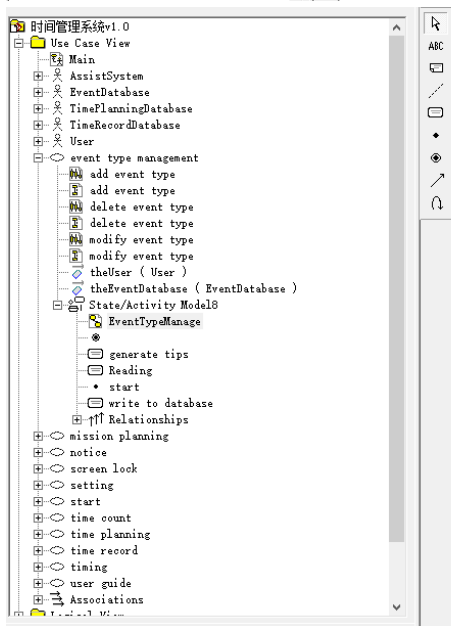 时间管理系统v1.0
Use Case View
Main
AssistSystem
EventDatabase
TimePlanningDatabase
TimeRecordDatabase
User
event type management
add event type
add event type
delete event type
delete event type
modify event type
modify event type
theUser ( User )
theEventDatabase ( EventDatabase )
State/Activity Model8
EventTypeManage
generate tips
Reading
start
write to database
Relationships
mission planning
notice
screen lock
setting
start
time count
time planning
time record
timing
user guide
Associations
Logical View
ABC